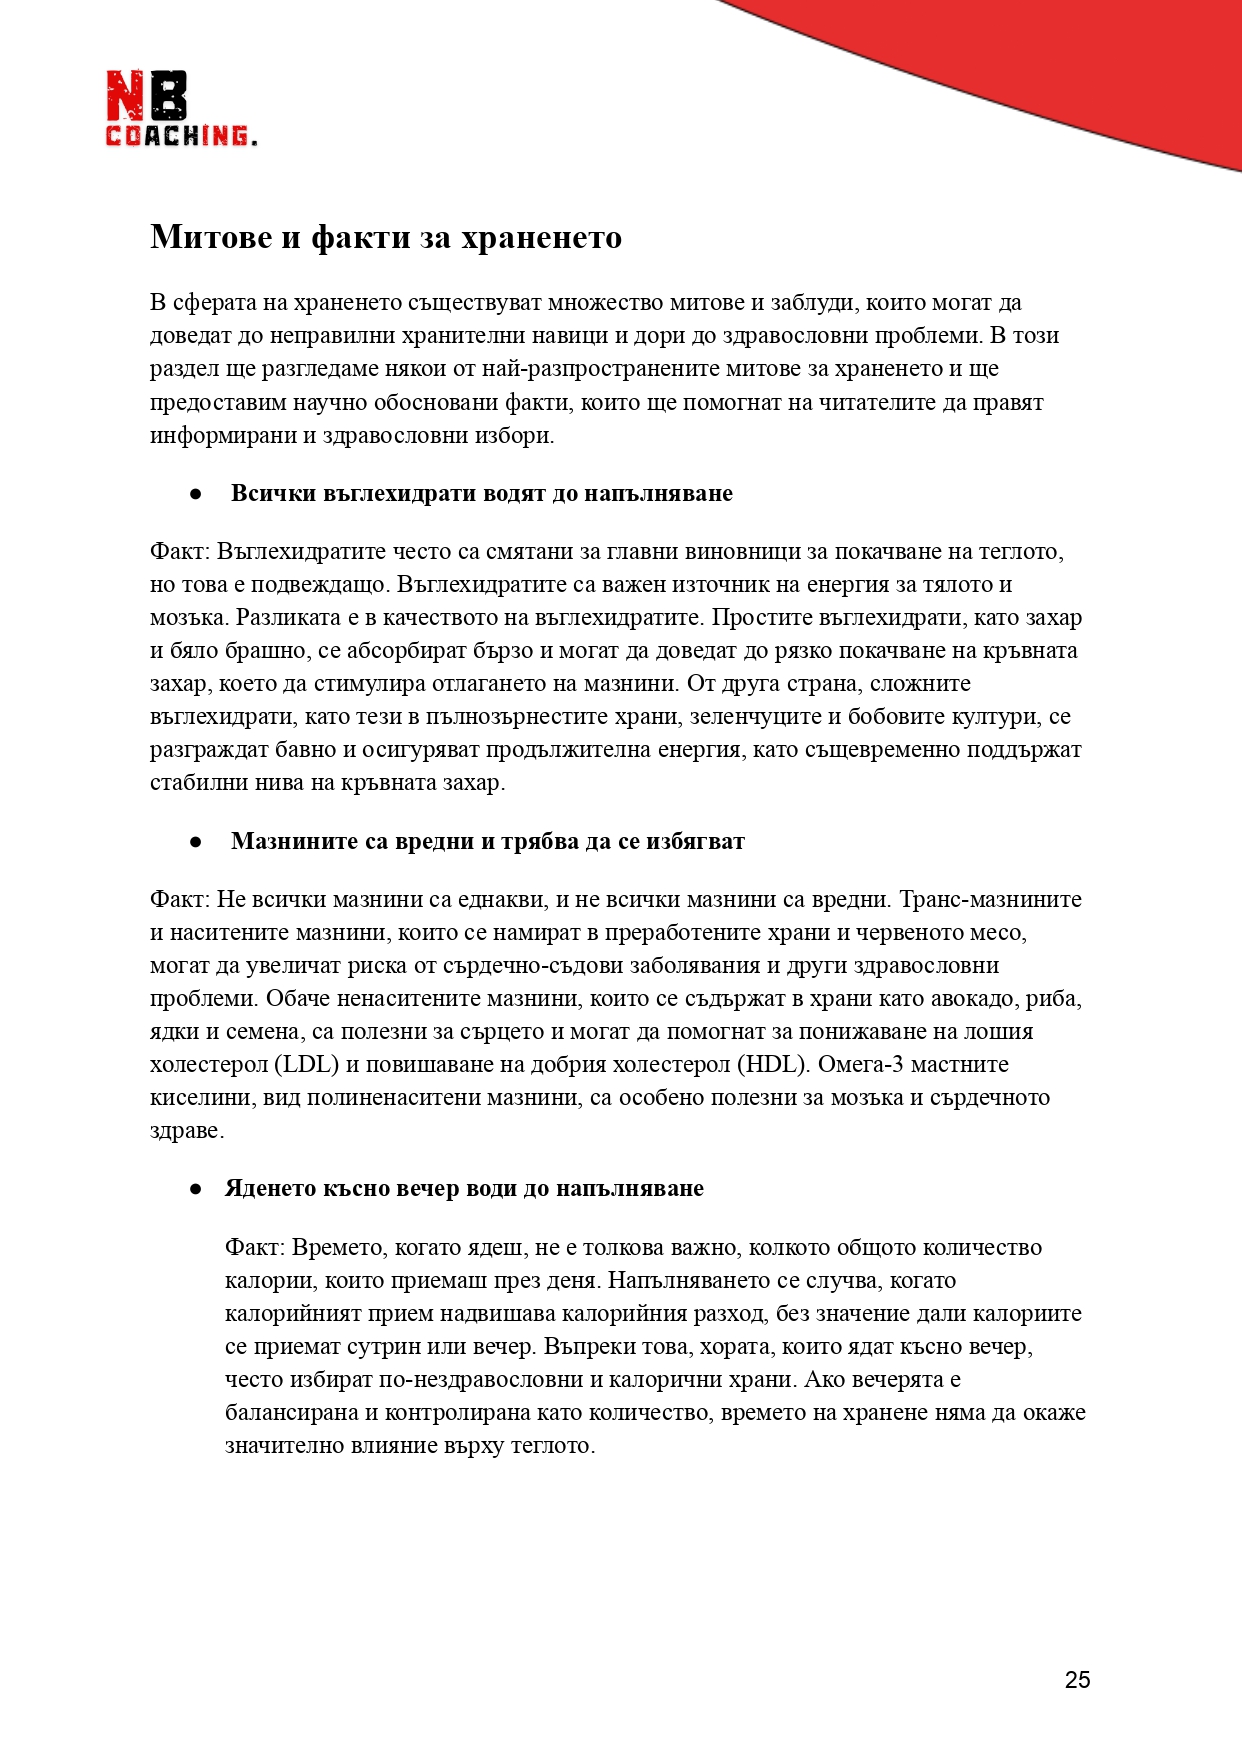 NB
COACHING.
Митове и факти за храненето
В сферата на храненето съществуват множество митове и заблуди, които могат да
доведат до неправилни хранителни навици и дори до здравословни проблеми. В този
раздел ще разгледаме някои от най-разпространените митове за храненето и ще
предоставим научно обосновани факти, които ще помогнат на читателите да правят
информирани и здравословни избори.
● Всички въглехидрати водят до напълняване
Факт: Въглехидратите често са смятани за главни виновници за покачване на теглото,
но това е подвеждащо. Въглехидратите са важен източник на енергия за тялото и
мозъка. Разликата е в качеството на въглехидратите. Простите въглехидрати, като захар
и бяло брашно, се абсорбират бързо и могат да доведат до рязко покачване на кръвната
захар, което да стимулира отлагането на мазнини. От друга страна, сложните
въглехидрати, като тези в пълнозърнестите храни, зеленчуците и бобовите култури, се
разграждат бавно и осигуряват продължителна енергия, като същевременно поддържат
стабилни нива на кръвната захар.
● Мазнините са вредни и трябва да се избягват
Факт: Не всички мазнини са еднакви, и не всички мазнини са вредни. Транс-мазнините
и наситените мазнини, които се намират в преработените храни и червеното месо,
могат да увеличат риска от сърдечно-съдови заболявания и други здравословни
проблеми. Обаче ненаситените мазнини, които се съдържат в храни като авокадо, риба,
ядки и семена, са полезни за сърцето и могат да помогнат за понижаване на лошия
холестерол (LDL) и повишаване на добрия холестерол (HDL). Омега-3 мастните
киселини, вид полиненаситени мазнини, са особено полезни за мозъка и сърдечното
здраве.
● Яденето късно вечер води до напълняване
Факт: Времето, когато ядеш, не е толкова важно, колкото общото количество
калории, които приемаш през деня. Напълняването се случва, когато
калорийният прием надвишава калорийния разход, без значение дали калориите
се приемат сутрин или вечер. Въпреки това, хората, които ядат късно вечер,
често избират по-нездравословни и калорични храни. Ако вечерята е
балансирана и контролирана като количество, времето на хранене няма да окаже
значително влияние върху теглото.
25